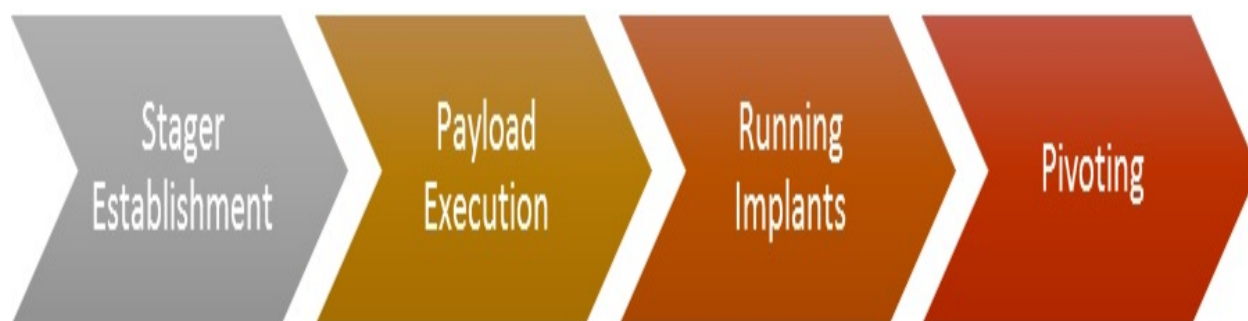 Stager
Establishment
Payload
Execution
Running
Implants
Pivoting